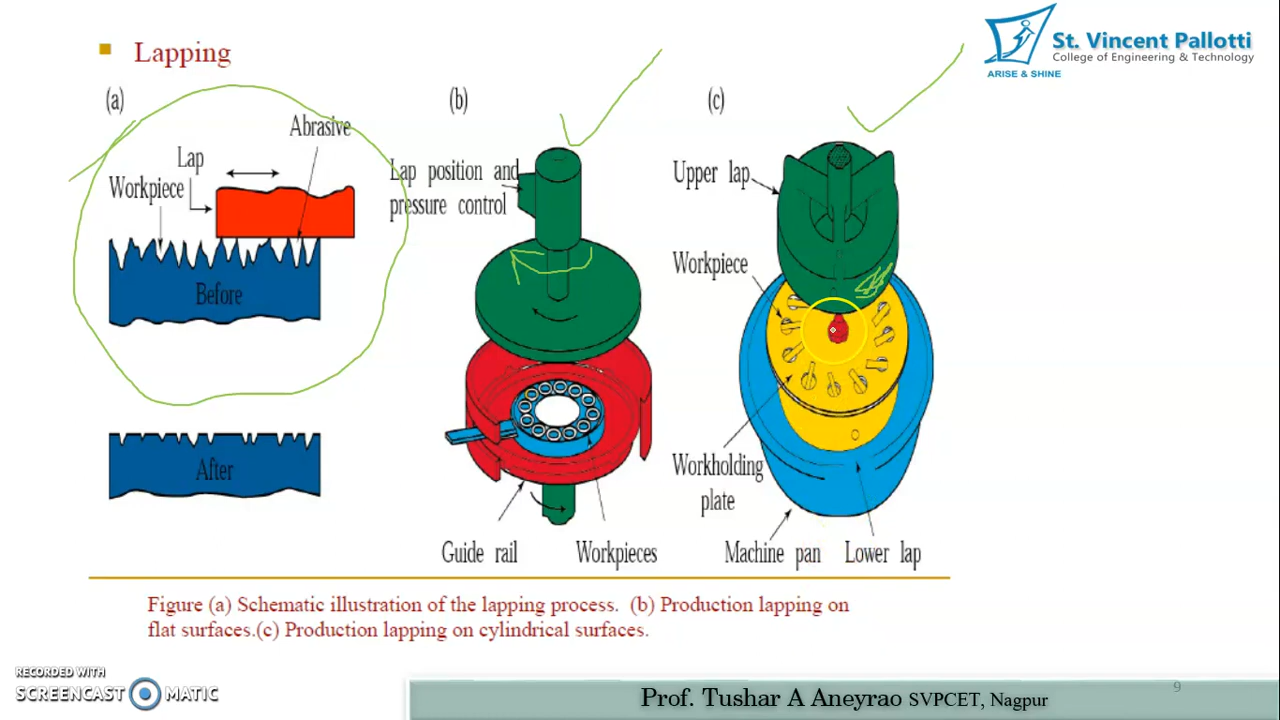 St. Vincent Pallotti
College of Engineering & Technology
ARISE & SHINE
Lapping
(a)
(b)
(c)
Abrasive
Lap
Workpiece
Before
After
Lap position and
pressure control
Guide rail
Workpieces
Upper lap
Workpiece
Workholding
plate
Machine pan
Lower lap
Figure (a) Schematic illustration of the lapping process. (b) Production lapping on
flat surfaces.(c) Production lapping on cylindrical surfaces.
RECORDED WITH
SCREENCAST MATIC
9
Prof. Tushar A Aneyrao SVPCET, Nagpur